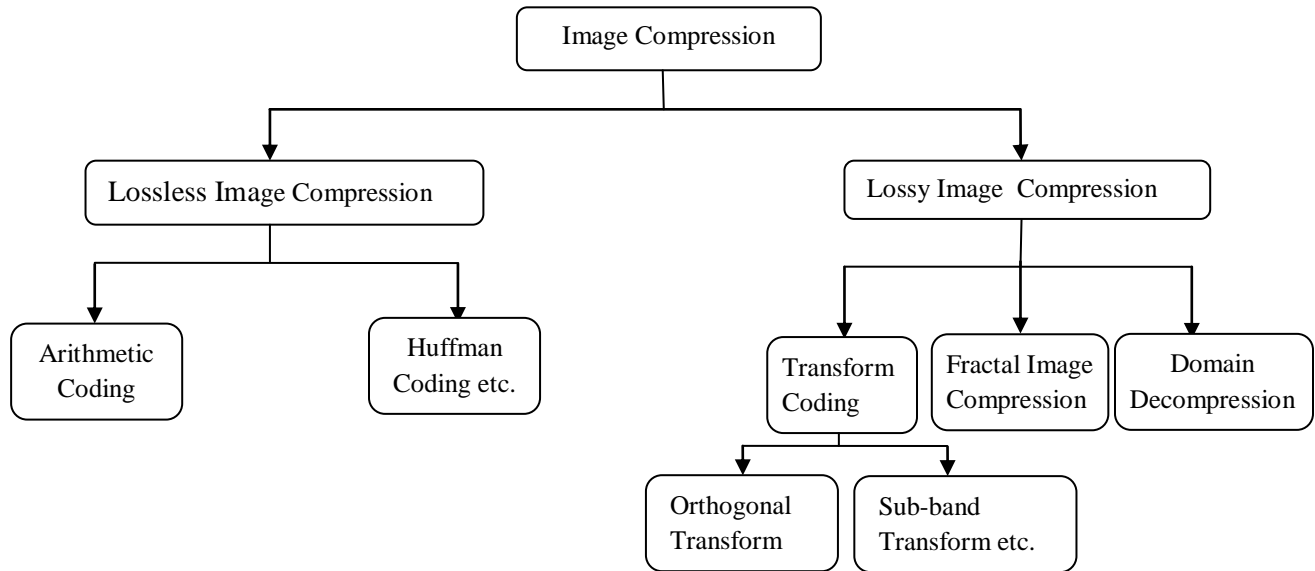 Image Compression
Lossless Image Compression
Lossy Image Compression
Arithmetic
Coding
Huffman
Coding etc.
Transform
Coding
Fractal Image
Compression
Domain
Decompression
Orthogonal
Transform
Sub-band
Transform etc.